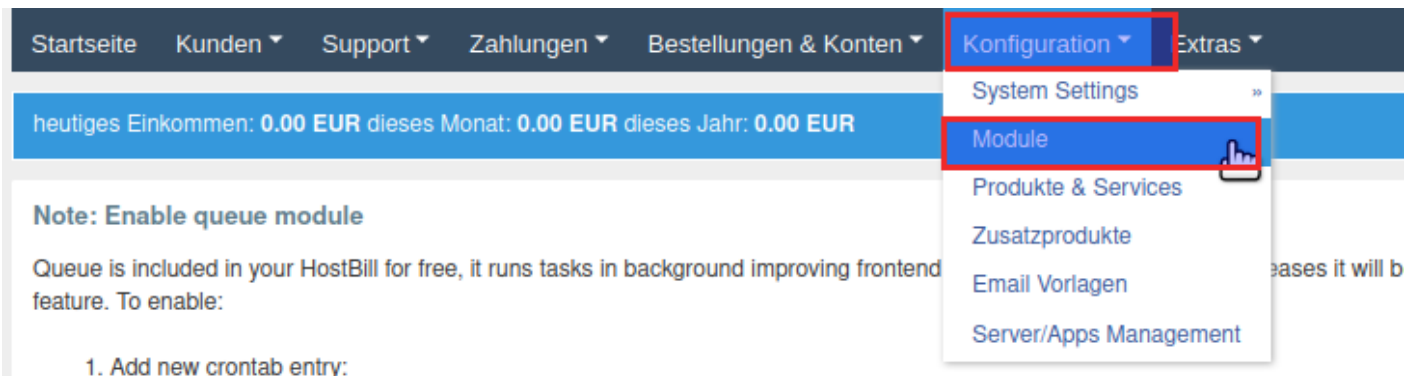 Startseite Kunden Support Zahlungen Bestellungen & Konten Konfiguration Extras
System Settings »
heutiges Einkommen: 0.00 EUR dieses Monat: 0.00 EUR dieses Jahr: 0.00 EUR
Module
Produkte & Services
Note: Enable queue module
Zusatzprodukte
Queue is included in your HostBill for free, it runs tasks in background improving frontend eases it will b
Email Vorlagen
feature. To enable:
Server/Apps Management
1. Add new crontab entry: